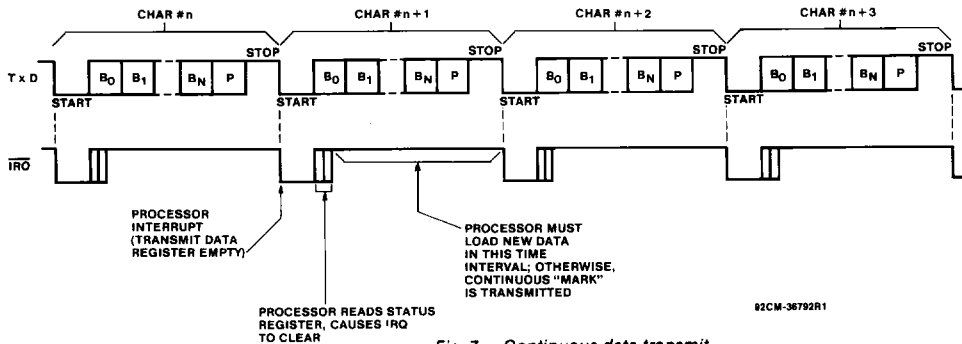 CHAR #n CHAR #n+1 CHAR #n+2 CHAR #n+3
STOP STOP STOP STOP
TxD B0 B1 BN P B0 B1 BN P B0 B1 BN P B0 B1 BN P
START START START START
IRQ
PROCESSOR
INTERRUPT
(TRANSMIT DATA
REGISTER EMPTY)
PROCESSOR MUST
LOAD NEW DATA
IN THIS TIME
INTERVAL; OTHERWISE,
CONTINUOUS "MARK"
IS TRANSMITTED
PROCESSOR READS STATUS
REGISTER, CAUSES IRQ
TO CLEAR
92CM-36792R1
Fig. 7 - Continuous data transmit